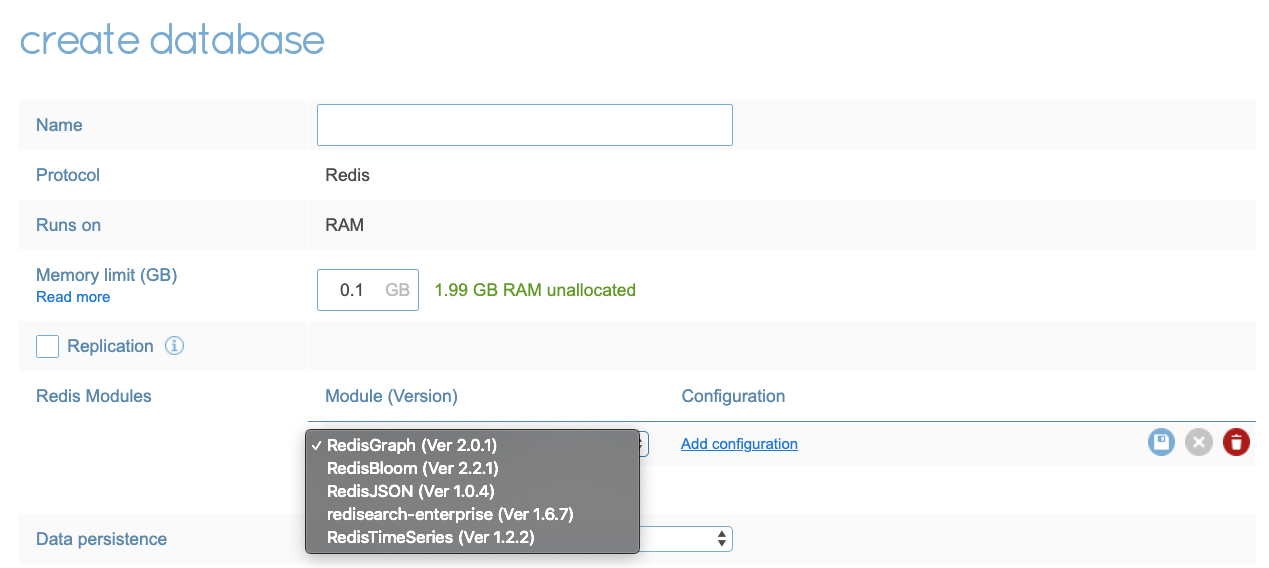 create database
Name
Protocol Redis
Runs on RAM
Memory limit (GB)
Read more
0.1 GB 1.99 GB RAM unallocated
Replication
Redis Modules Module (Version) Configuration
✓ RedisGraph (Ver 2.0.1) Add configuration
RedisBloom (Ver 2.2.1)
RedisJSON (Ver 1.0.4)
redisearch-enterprise (Ver 1.6.7)
RedisTimeSeries (Ver 1.2.2)
Data persistence